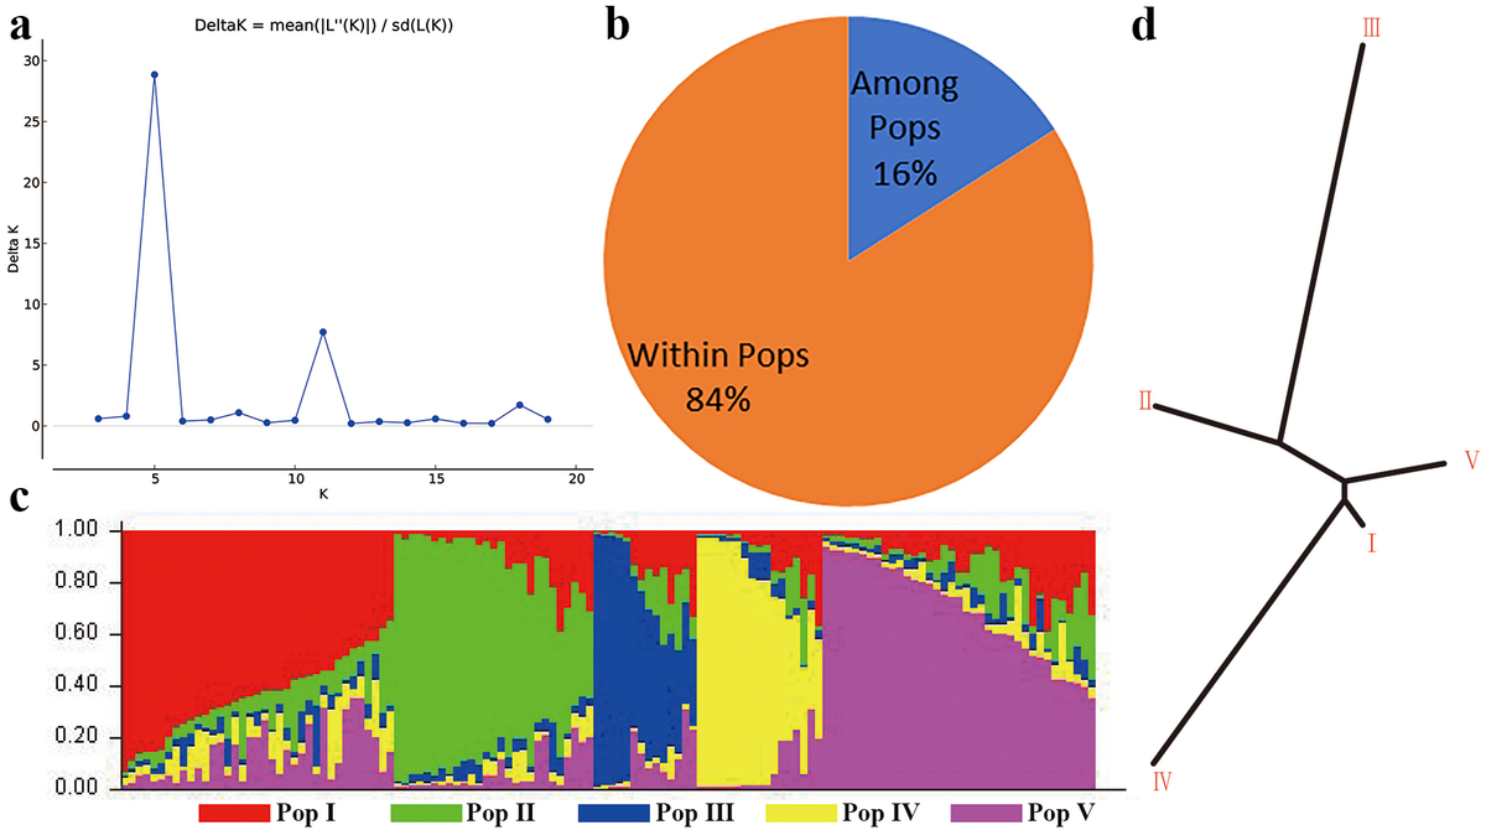 a
DeltaK = mean(|L''(K)|) / sd(L(K))
30
25
20
15
10
5
0
Delta K
5
10
15
20
K
b
Among
Pops
16%
Within Pops
84%
c
1.00
0.80
0.60
0.40
0.20
0.00
Pop I
Pop II
Pop III
Pop IV
Pop V
d
III
II
V
I
IV